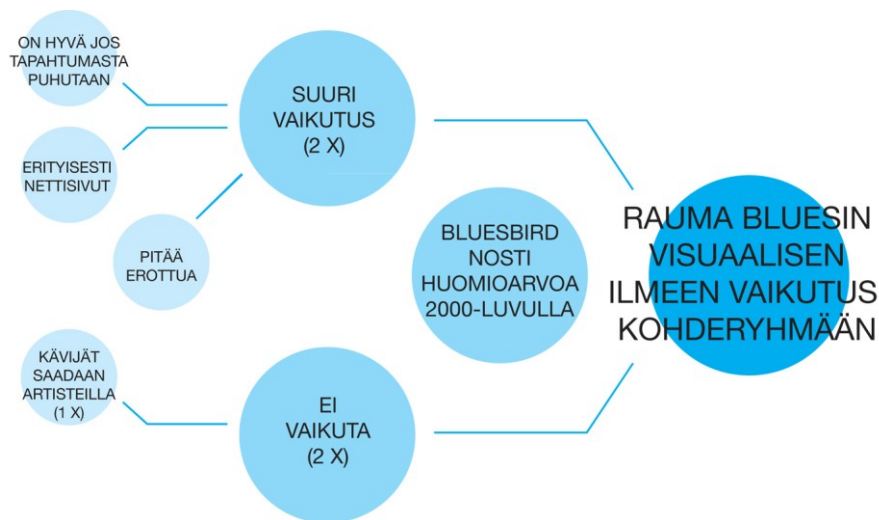 ON HYVÄ JOS
TAPAHTUMASTA
PUHUTAAN
ERITYISESTI
NETTISIVUT
PITÄÄ
EROTTUA
SUURI
VAIKUTUS
(2 X)
KÄVIJÄT
SAADAAN
ARTISTEILLA
(1 X)
EI
VAIKUTA
(2 X)
BLUESBIRD
NOSTI
HUOMIOARVOA
2000-LUVULLA
RAUMA BLUESIN
VISUAALISEN
ILMEEN VAIKUTUS
KOHDERYHMÄÄN